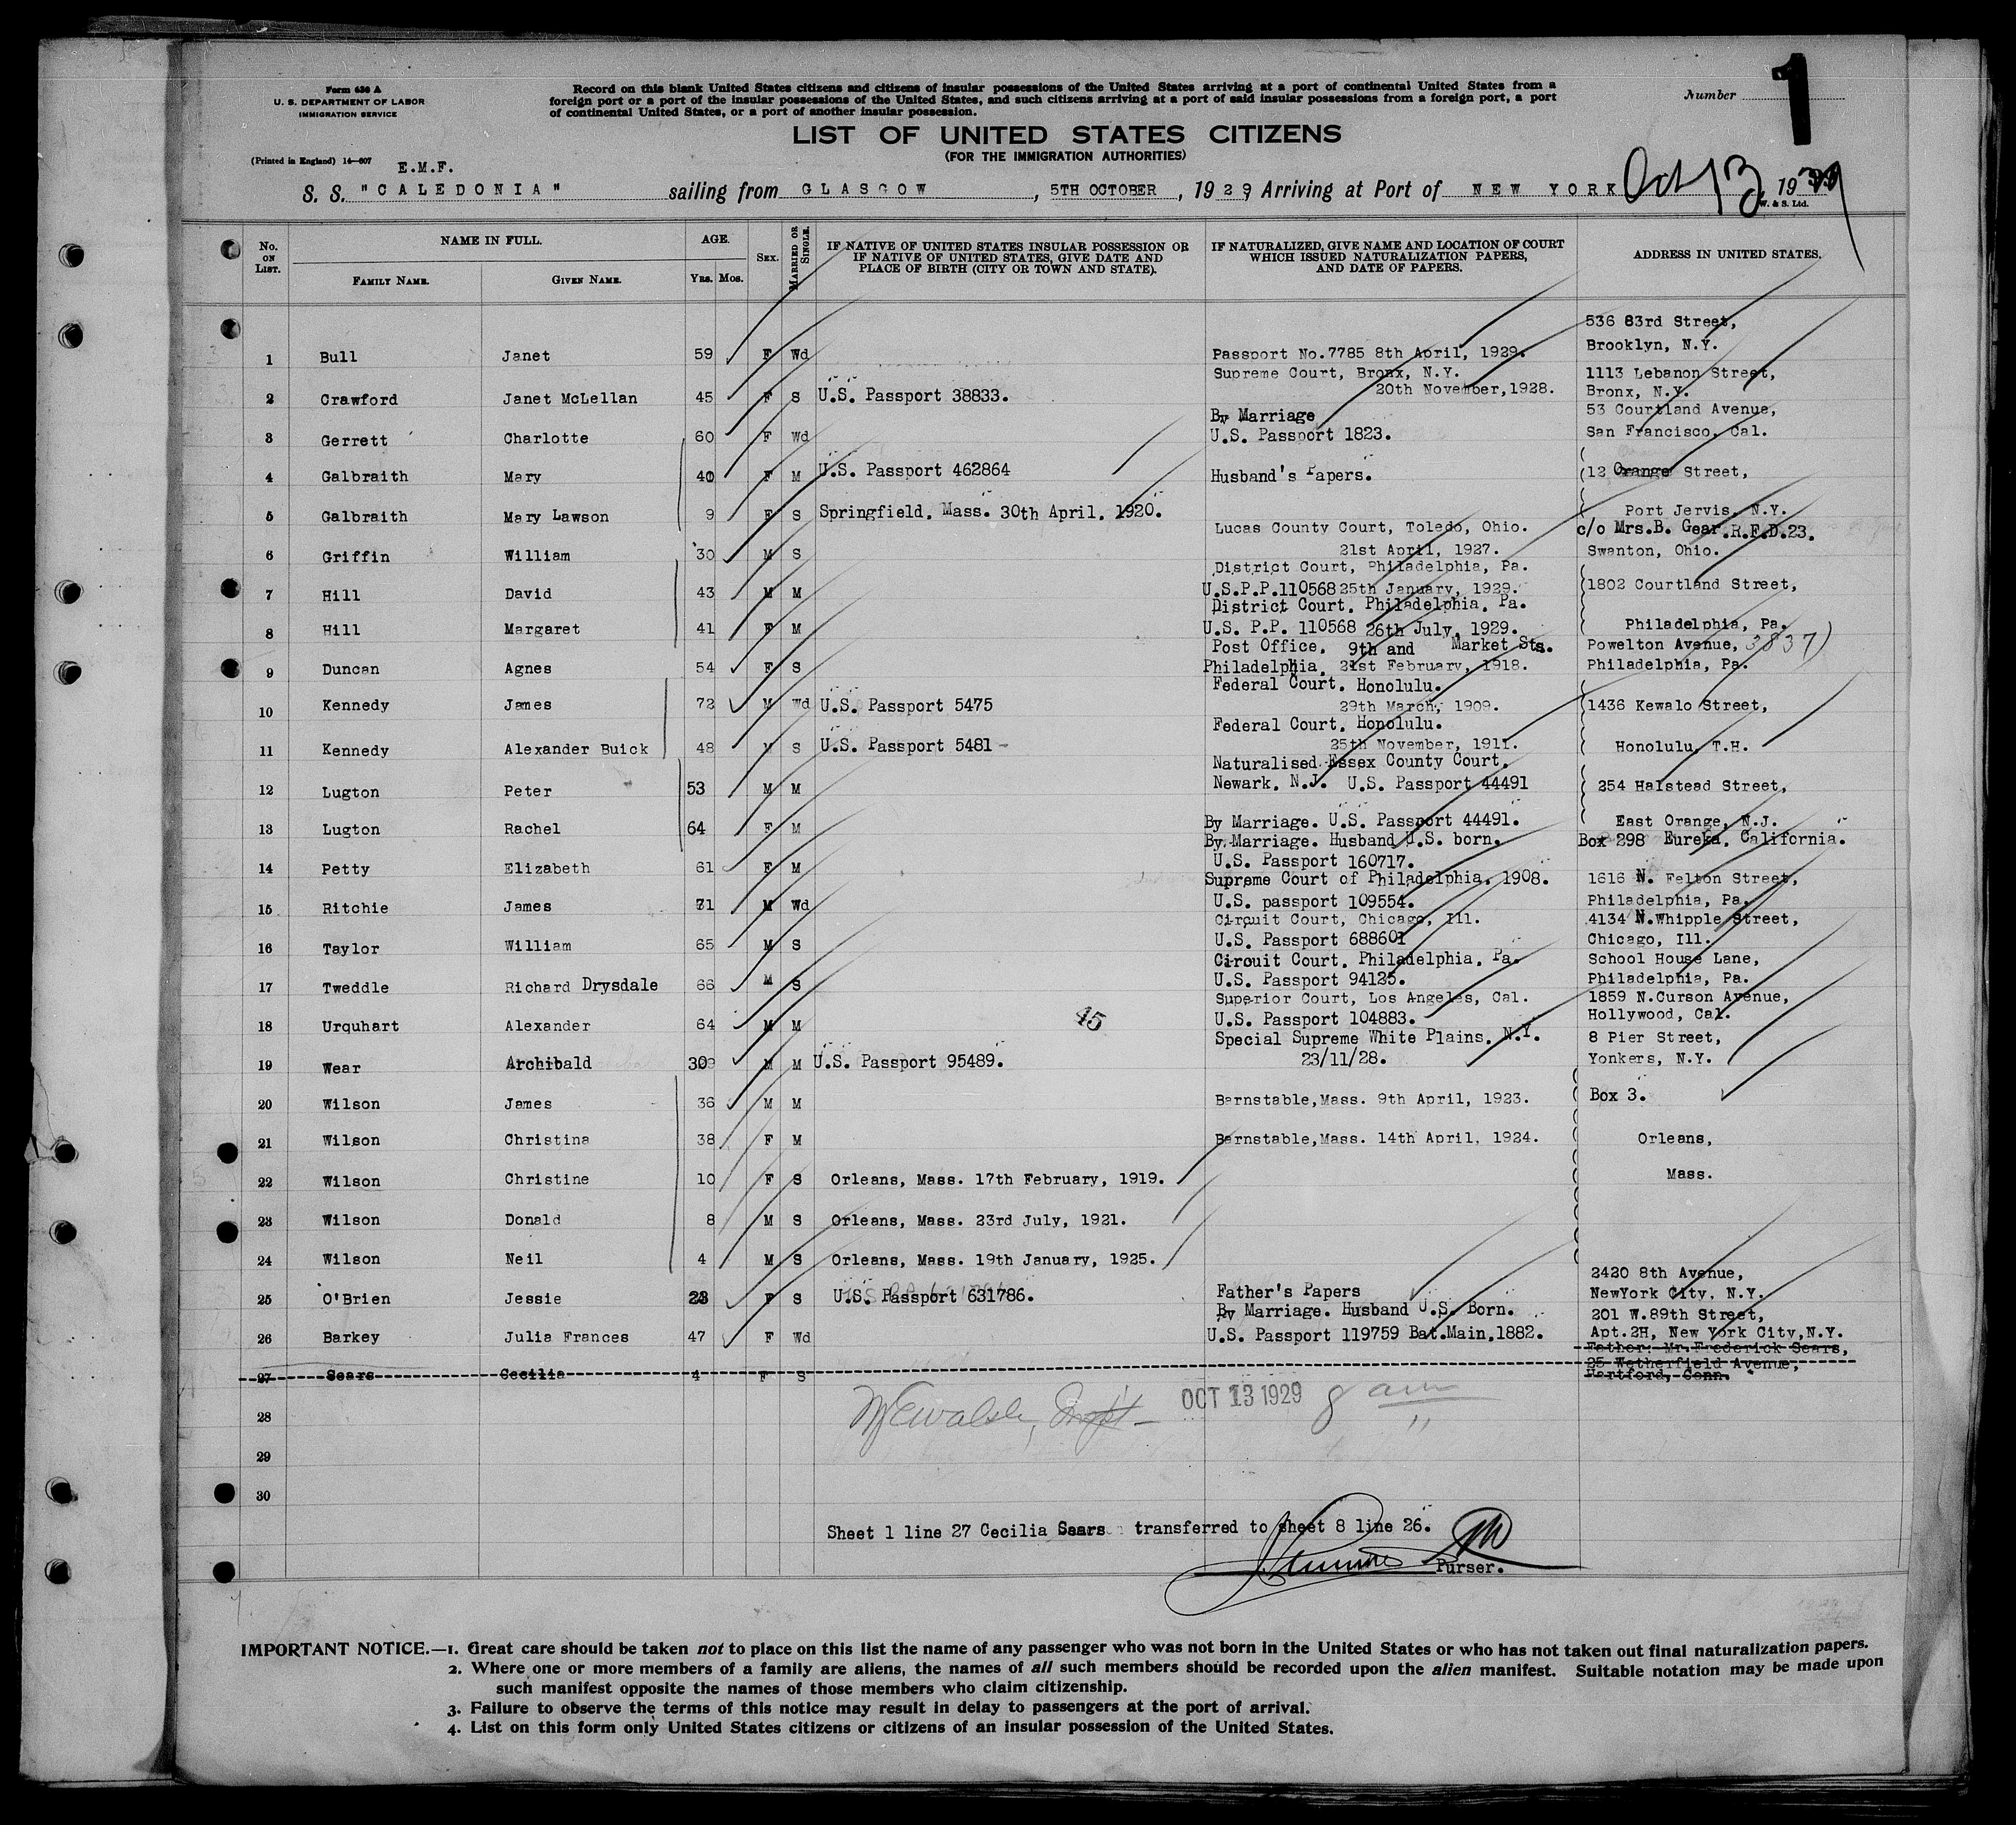 Form 630 A
U. S. DEPARTMENT OF LABOR
IMMIGRATION SERVICE
Record on this blank United States citizens and citizens of insular possessions of the United States arriving at a port of continental United States from a
foreign port or a port of the insular possessions of the United States, and such citizens arriving at a port of said insular possessions from a foreign port, a port
of continental United States, or a port of another insular possession.
Number 1
LIST OF UNITED STATES CITIZENS
(FOR THE IMMIGRATION AUTHORITIES)
(Printed in England) 14—607
E.M.F.
S. S. "CALEDONIA" sailing from GLASGOW, 5TH OCTOBER, 1929, Arriving at Port of NEW YORK Oct 13, 1929
W. & S. Ltd.
No. ON LIST. NAME IN FULL. AGE. SEX. MARRIED OR SINGLE. IF NATIVE OF UNITED STATES INSULAR POSSESSION OR IF NATIVE OF UNITED STATES, GIVE DATE AND PLACE OF BIRTH (CITY OR TOWN AND STATE). IF NATURALIZED, GIVE NAME AND LOCATION OF COURT WHICH ISSUED NATURALIZATION PAPERS, AND DATE OF PAPERS. ADDRESS IN UNITED STATES.
FAMILY NAME. GIVEN NAME. YRS. MOS.
1 Bull Janet 59 F Wd Passport No.7785 8th April, 1929. 536 83rd Street, Brooklyn, N.Y.
2 Crawford Janet McLellan 45 F S U.S. Passport 38833. Supreme Court, Bronx, N.Y. 20th November, 1928. 1113 Lebanon Street, Bronx, N.Y.
3 Gerrett Charlotte 60 F Wd By Marriage U.S. Passport 1823. 53 Courtland Avenue, San Francisco, Cal.
4 Galbraith Mary 40 F M U.S. Passport 462864 Husband's Papers. 12 Orange Street,
5 Galbraith Mary Lawson 9 F S Springfield. Mass. 30th April. 1920. Port Jervis, N.Y.
6 Griffin William 30 M S Lucas County Court, Toledo, Ohio. 21st April, 1927. c/o Mrs.B. Gear.R.F.D.23. Swanton, Ohio.
7 Hill David 43 M M District Court, Philadelphia, Pa. U.S.P.P.110568 25th January, 1929. 1802 Courtland Street,
8 Hill Margaret 41 F M District Court. Philadelphia. Pa. U.S. P.P. 110568 26th July, 1929. Philadelphia, Pa.
9 Duncan Agnes 54 F S Post Office. 9th and Market Sts. Philadelphia. 21st February, 1918. Powelton Avenue, 3837) Philadelphia, Pa.
10 Kennedy James 72 M Wd U.S. Passport 5475 Federal Court. Honolulu. 29th March, 1909. 1436 Kewalo Street,
11 Kennedy Alexander Buick 48 M S U.S. Passport 5481 Federal Court. Honolulu. 25th November, 1911. Honolulu, T.H.
12 Lugton Peter 53 M M Naturalised Essex County Court. Newark. N.J. U.S. Passport 44491 254 Halstead Street,
13 Lugton Rachel 64 F M By Marriage. U.S. Passport 44491. East Orange, N.J.
14 Petty Elizabeth 61 F M By Marriage. Husband U.S. born. U.S. Passport 160717. Box 298 Eureka. California.
15 Ritchie James 71 M Wd Supreme Court of Philadelphia. 1908. U.S. passport 109554. 1616 N. Felton Street, Philadelphia, Pa.
16 Taylor William 65 M S Circuit Court, Chicago, Ill. U.S. Passport 688601 4134 N.Whipple Street, Chicago, Ill.
17 Tweddle Richard Drysdale 66 M S Circuit Court. Philadelphia. Pa. U.S. Passport 94125. School House Lane, Philadelphia, Pa.
18 Urquhart Alexander 64 M M Superior Court, Los Angeles, Cal. U.S. Passport 104883. 1859 N.Curson Avenue, Hollywood, Cal.
45
19 Wear Archibald 30 M M U.S. Passport 95489. Special Supreme White Plains. N.Y. 23/11/28. 8 Pier Street, Yonkers, N.Y.
20 Wilson James 36 M M Barnstable, Mass. 9th April, 1923. Box 3.
21 Wilson Christina 38 F M Barnstable, Mass. 14th April, 1924. Orleans,
22 Wilson Christine 10 F S Orleans, Mass. 17th February, 1919. Mass.
23 Wilson Donald 8 M S Orleans, Mass. 23rd July, 1921.
24 Wilson Neil 4 M S Orleans, Mass. 19th January, 1925.
25 O'Brien Jessie 23 F S U.S. Passport 631786. Father's Papers 2420 8th Avenue, NewYork City, N.Y.
26 Barkey Julia Frances 47 F Wd By Marriage. Husband U.S. Born. U.S. Passport 119759 Bat.Main,1882. 201 W.89th Street, Apt.2H, New York City, N.Y.
27 Sears Cecilia 4 F S Father: Mr. Frederick Sears, 25 Wetherfield Avenue, Hartford, Conn.
28 OCT 13 1929 8 am
29
30
Sheet 1 line 27 Cecilia Sears transferred to sheet 8 line 26.
Purser.
IMPORTANT NOTICE.—1. Great care should be taken not to place on this list the name of any passenger who was not born in the United States or who has not taken out final naturalization papers.
2. Where one or more members of a family are aliens, the names of all such members should be recorded upon the alien manifest. Suitable notation may be made upon
such manifest opposite the names of those members who claim citizenship.
3. Failure to observe the terms of this notice may result in delay to passengers at the port of arrival.
4. List on this form only United States citizens or citizens of an insular possession of the United States.